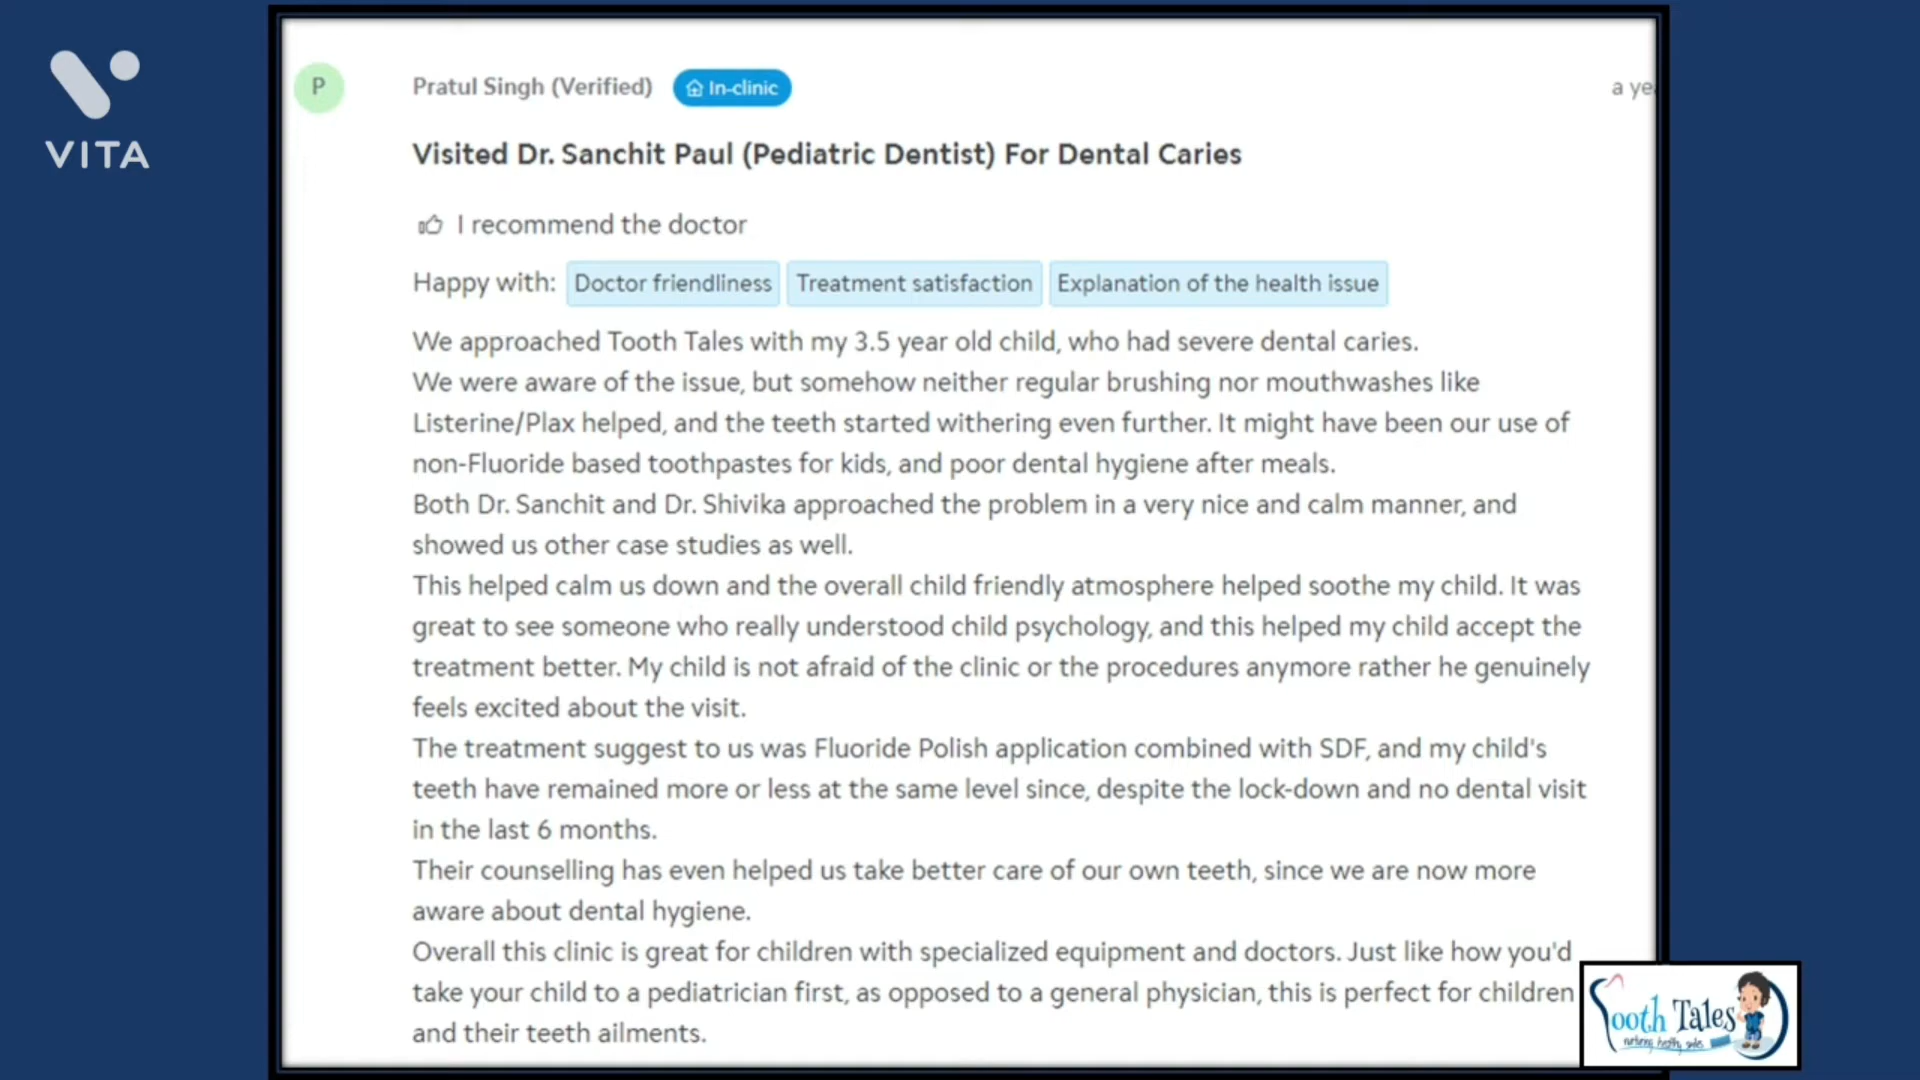 VITA
P
Pratul Singh (Verified)
In-clinic
a ye
Visited Dr. Sanchit Paul (Pediatric Dentist) For Dental Caries
I recommend the doctor
Happy with: Doctor friendliness Treatment satisfaction Explanation of the health issue
We approached Tooth Tales with my 3.5 year old child, who had severe dental caries.
We were aware of the issue, but somehow neither regular brushing nor mouthwashes like
Listerine/Plax helped, and the teeth started withering even further. It might have been our use of
non-Fluoride based toothpastes for kids, and poor dental hygiene after meals.
Both Dr. Sanchit and Dr. Shivika approached the problem in a very nice and calm manner, and
showed us other case studies as well.
This helped calm us down and the overall child friendly atmosphere helped soothe my child. It was
great to see someone who really understood child psychology, and this helped my child accept the
treatment better. My child is not afraid of the clinic or the procedures anymore rather he genuinely
feels excited about the visit.
The treatment suggest to us was Fluoride Polish application combined with SDF, and my child's
teeth have remained more or less at the same level since, despite the lock-down and no dental visit
in the last 6 months.
Their counselling has even helped us take better care of our own teeth, since we are now more
aware about dental hygiene.
Overall this clinic is great for children with specialized equipment and doctors. Just like how you'd
take your child to a pediatrician first, as opposed to a general physician, this is perfect for children
and their teeth ailments.
Tooth Tales